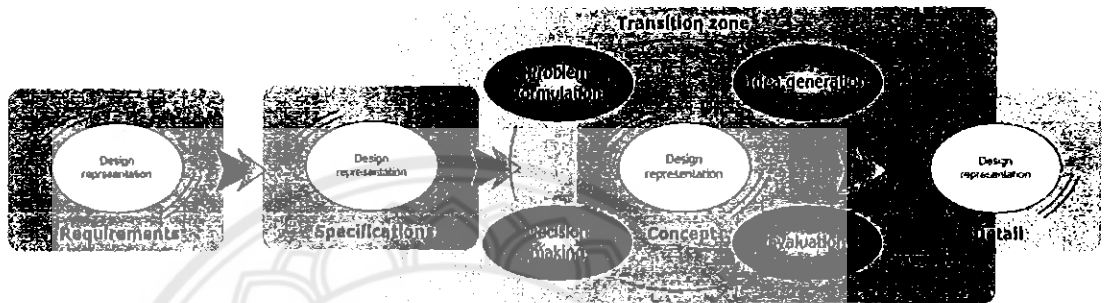 Transition zone
Problem
formulation
Idea generation
Design
representation
Design
representation
Design
representation
Design
representation
Requirements
Specifications
Decision
making
Concept
Evaluation
Detail